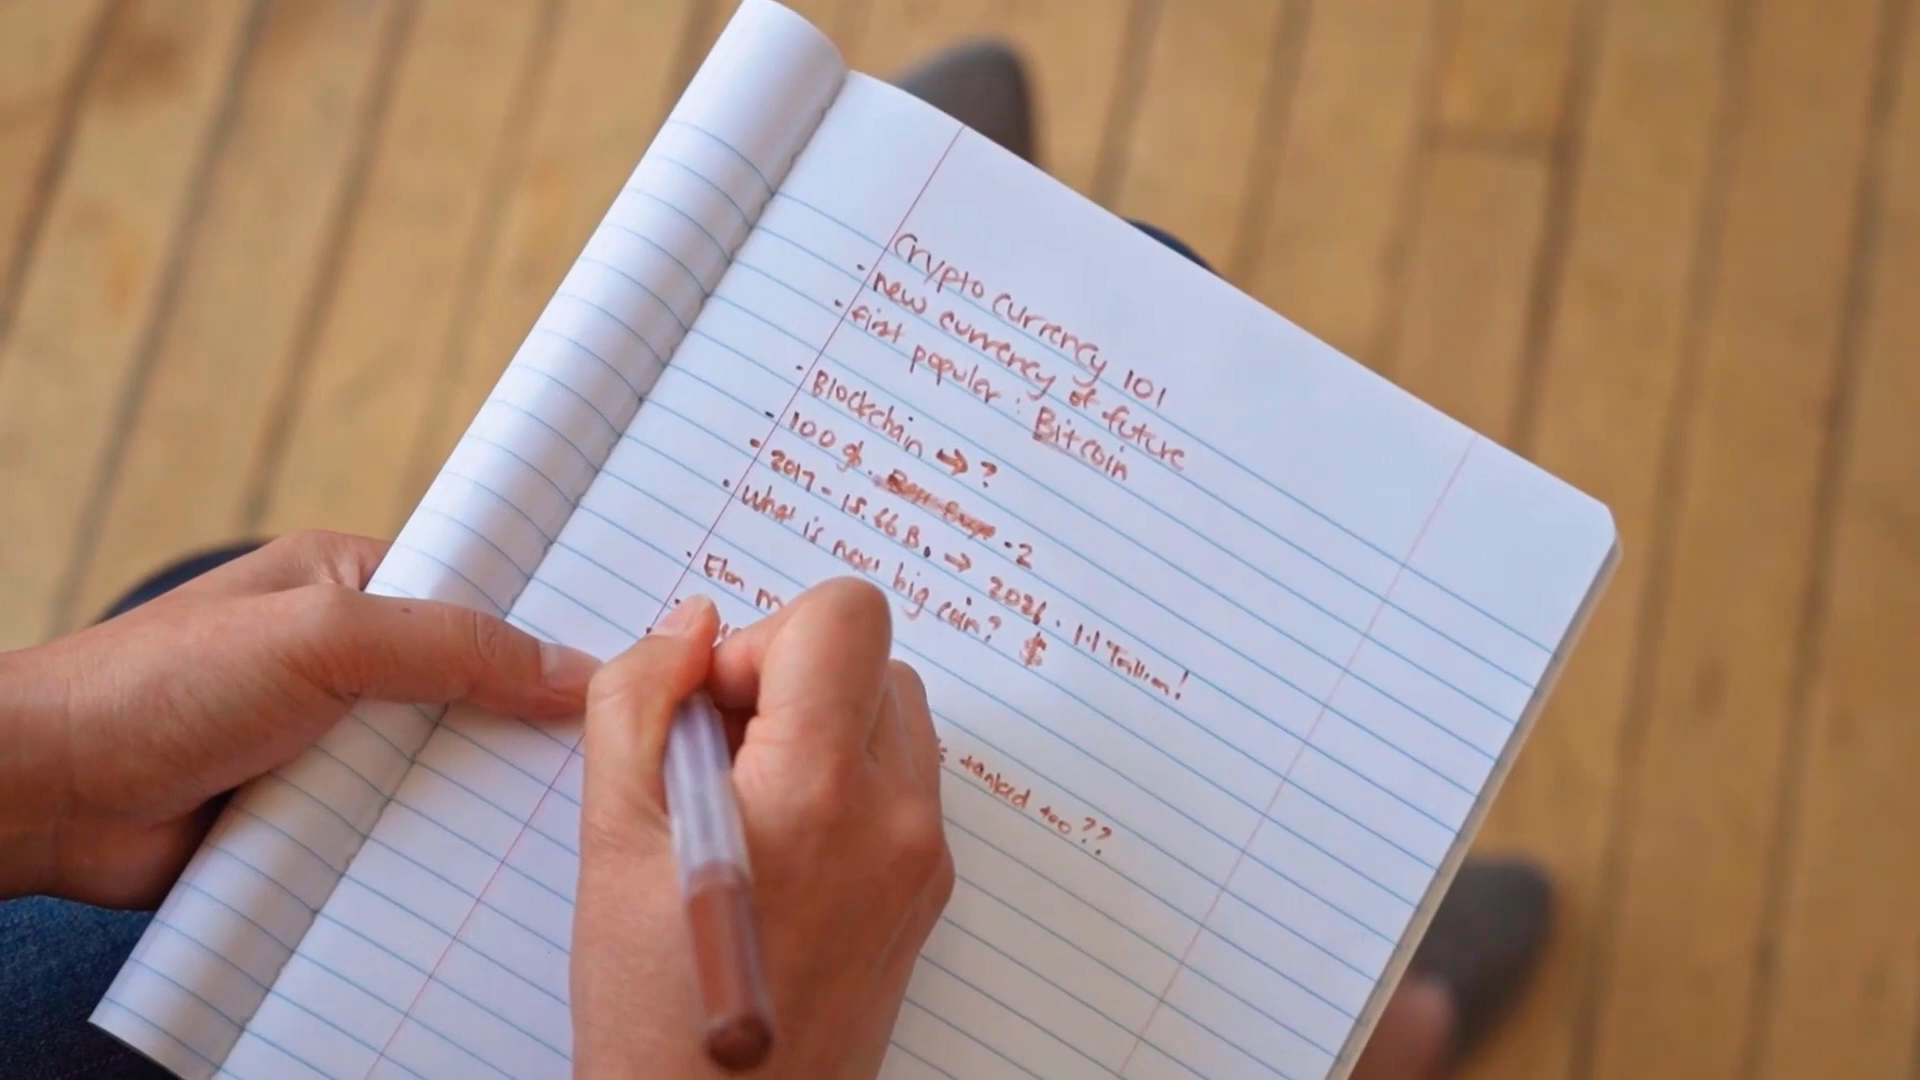 Crypto currency 101
· new currency of future
· first popular : Bitcoin
· Blockchain → ?
- 100 $ . · 2
· 2017 - 15.66 B. → 2021 · 1.1 Trillion!
· What is next big coin? $
· Elon
tanked too ??